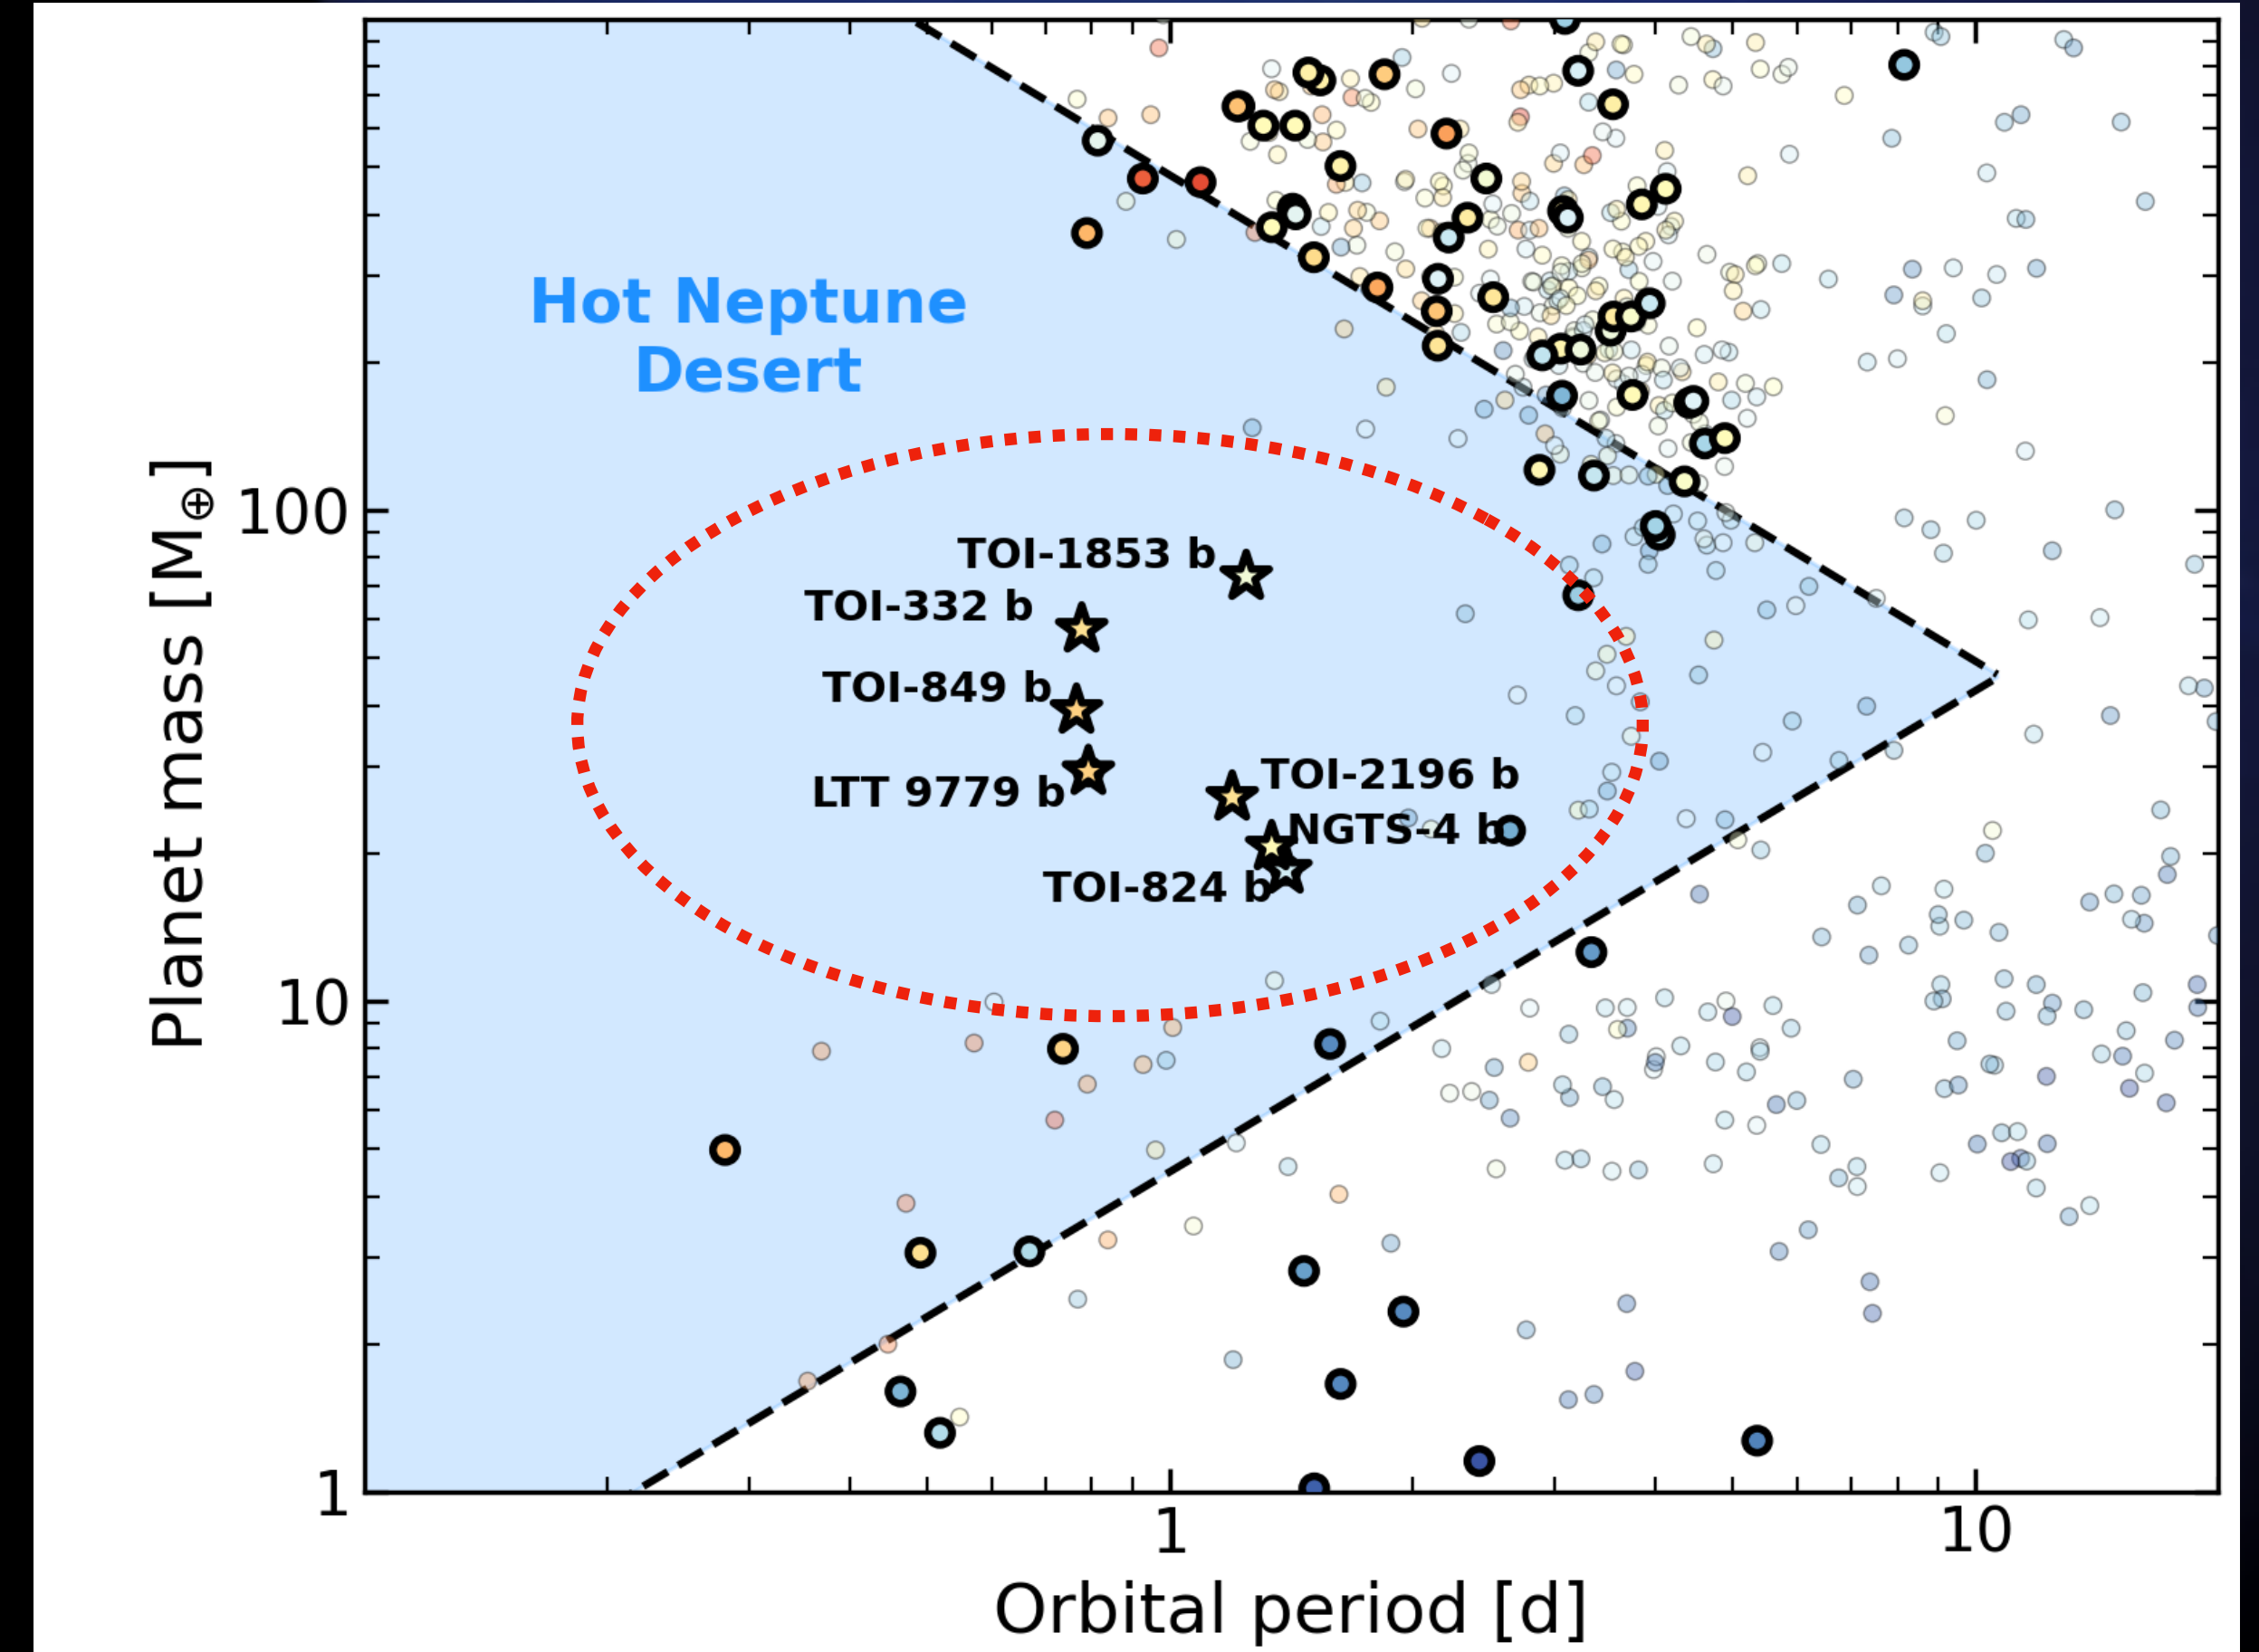 Hot Neptune
Desert
TOI-1853 b
TOI-332 b
TOI-849 b
LTT 9779 b
TOI-2196 b
NGTS-4 b
TOI-824 b
Planet mass [M⊕]
100
10
1
1
10
Orbital period [d]